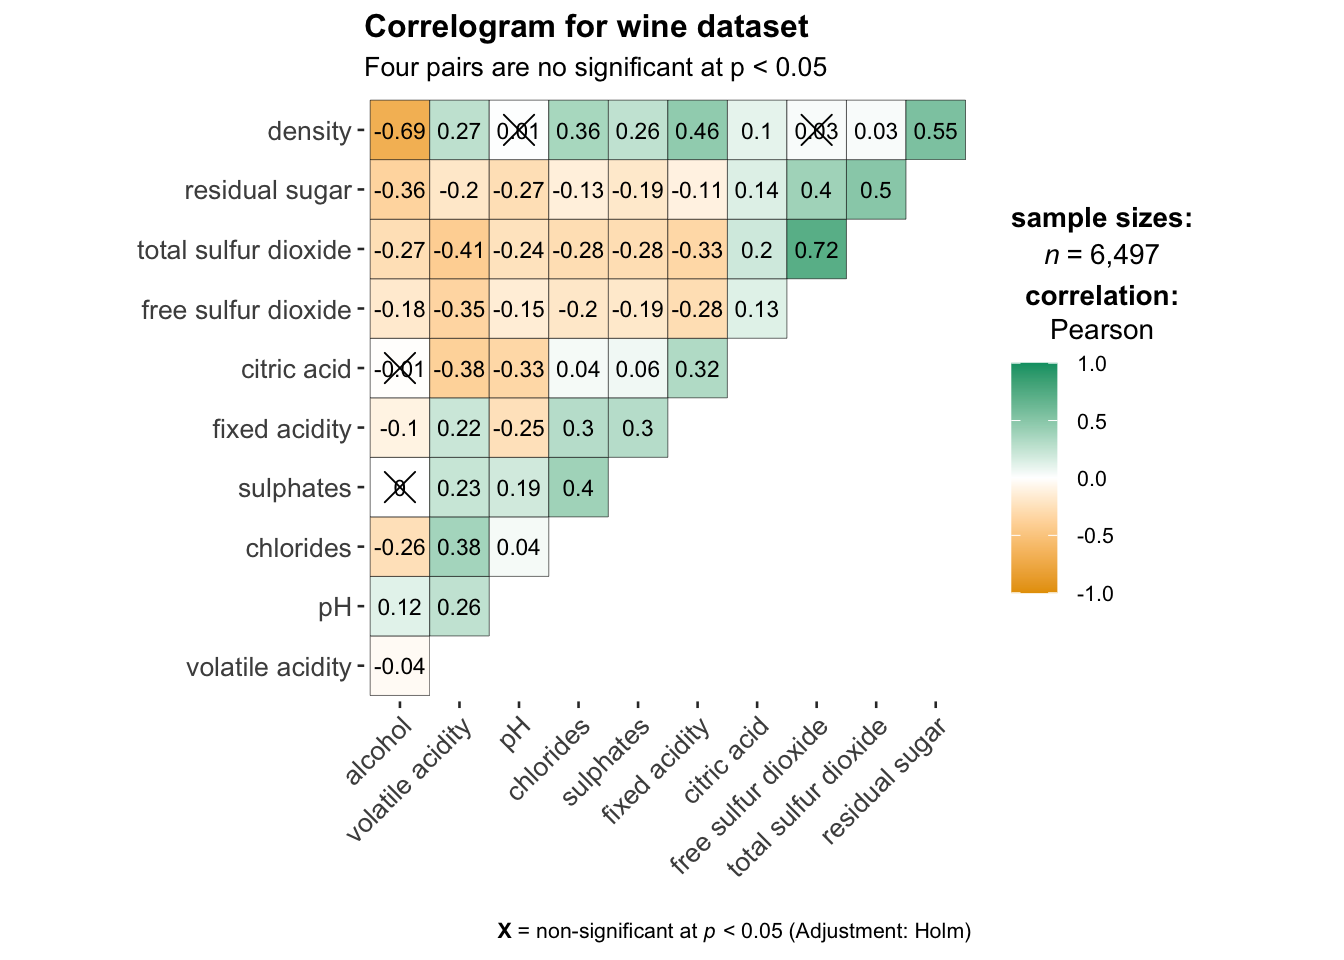 Correlogram for wine dataset
Four pairs are no significant at p < 0.05
density -0.69 0.27 0.01 0.36 0.26 0.46 0.1 0.03 0.03 0.55
residual sugar -0.36 -0.2 -0.27 -0.13 -0.19 -0.11 0.14 0.4 0.5
total sulfur dioxide -0.27 -0.41 -0.24 -0.28 -0.28 -0.33 0.2 0.72
free sulfur dioxide -0.18 -0.35 -0.15 -0.2 -0.19 -0.28 0.13
citric acid -0.01 -0.38 -0.33 0.04 0.06 0.32
fixed acidity -0.1 0.22 -0.25 0.3 0.3
sulphates 0 0.23 0.19 0.4
chlorides -0.26 0.38 0.04
pH 0.12 0.26
volatile acidity -0.04
alcohol
volatile acidity
pH
chlorides
sulphates
fixed acidity
citric acid
free sulfur dioxide
total sulfur dioxide
residual sugar
sample sizes:
n = 6,497
correlation:
Pearson
1.0
0.5
0.0
-0.5
-1.0
X = non-significant at p < 0.05 (Adjustment: Holm)